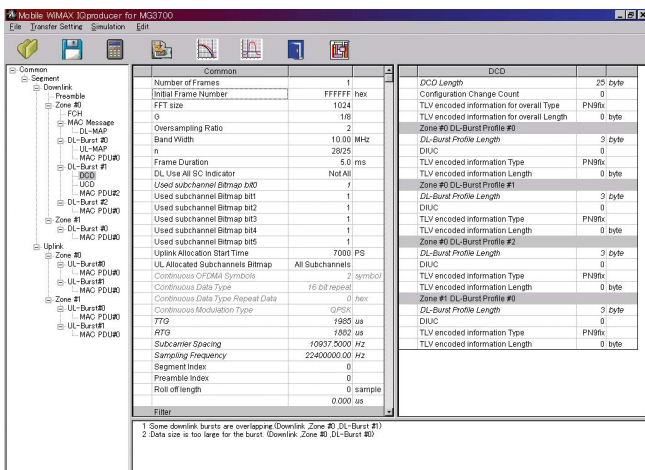 Mobile WiMAX IQproducer for MG3700
File Transfer Setting Simulation Edit
Common
Segment
Downlink
Preamble
Zone #0
FCH
MAC Message
DL-MAP
DL-Burst #0
UL-MAP
MAC PDU#0
DL-Burst #1
DCD
UCD
MAC PDU#2
DL-Burst #2
MAC PDU#0
Zone #1
DL-Burst #0
MAC PDU#0
Uplink
Zone #0
UL-Burst#0
MAC PDU#0
UL-Burst#1
MAC PDU#0
Zone #1
UL-Burst#0
MAC PDU#0
UL-Burst#1
MAC PDU#0
Common
Number of Frames 1
Initial Frame Number FFFFFF hex
FFT size 1024
G 1/8
Oversampling Ratio 2
Band Width 10.00 MHz
n 28/25
Frame Duration 5.0 ms
DL Use All SC Indicator Not All
Used subchannel Bitmap bit0 1
Used subchannel Bitmap bit1 1
Used subchannel Bitmap bit2 1
Used subchannel Bitmap bit3 1
Used subchannel Bitmap bit4 1
Used subchannel Bitmap bit5 1
Uplink Allocation Start Time 7000 PS
UL Allocated Subchannels Bitmap All Subchannels
Continuous OFDMA Symbols 2 symbol
Continuous Data Type 16 bit repeat
Continuous Data Type Repeat Data 0 hex
Continuous Modulation Type QPSK
TTG 1985 us
RTG 1882 us
Subcarrier Spacing 10937.5000 Hz
Sampling Frequency 22400000.00 Hz
Segment Index 0
Preamble Index 0
Roll off length 0 sample
0.000 us
Filter
DCD
DCD Length 25 byte
Configuration Change Count 0
TLV encoded information for overall Type PN9fix
TLV encoded information for overall Length 0 byte
Zone #0 DL-Burst Profile #0
DL-Burst Profile Length 3 byte
DIUC 0
TLV encoded information Type PN9fix
TLV encoded information Length 0 byte
Zone #0 DL-Burst Profile #1
DL-Burst Profile Length 3 byte
DIUC 0
TLV encoded information Type PN9fix
TLV encoded information Length 0 byte
Zone #0 DL-Burst Profile #2
DL-Burst Profile Length 3 byte
DIUC 0
TLV encoded information Type PN9fix
TLV encoded information Length 0 byte
Zone #1 DL-Burst Profile #0
DL-Burst Profile Length 3 byte
DIUC 0
TLV encoded information Type PN9fix
TLV encoded information Length 0 byte
1 :Some downlink bursts are overlapping.(Downlink ,Zone #0 ,DL-Burst #1)
2 :Data size is too large for the burst. (Downlink ,Zone #0 ,DL-Burst #0)